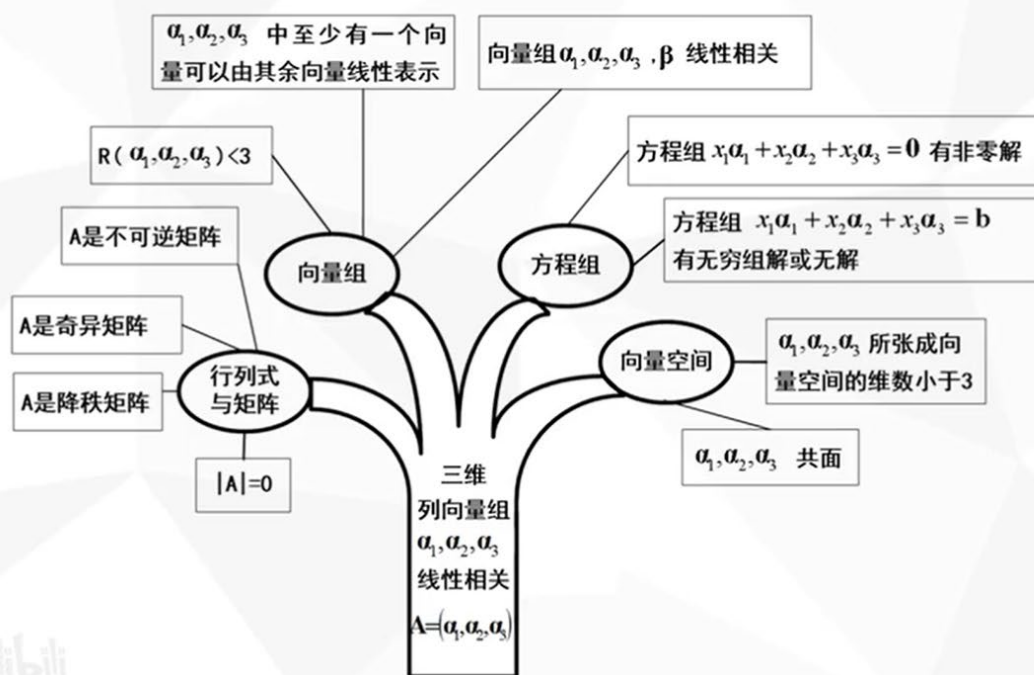 α₁,α₂,α₃ 中至少有一个向
量可以由其余向量线性表示
向量组α₁,α₂,α₃ ,β 线性相关
R( α₁,α₂,α₃ )<3
方程组 x₁α₁+x₂α₂+x₃α₃=0 有非零解
A是不可逆矩阵
方程组 x₁α₁+x₂α₂+x₃α₃=b
有无穷组解或无解
向量组
方程组
A是奇异矩阵
行列式
与矩阵
向量空间
α₁,α₂,α₃ 所张成向
量空间的维数小于3
A是降秩矩阵
α₁,α₂,α₃ 共面
|A|=0
三维
列向量组
α₁,α₂,α₃
线性相关
A=(α₁,α₂,α₃)